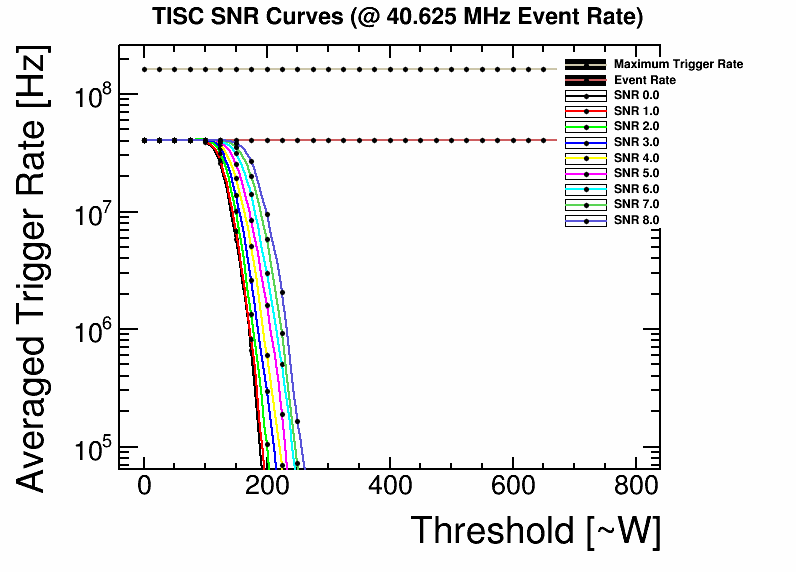 TISC SNR Curves (@ 40.625 MHz Event Rate)
Averaged Trigger Rate [Hz]
10^8
10^7
10^6
10^5
Maximum Trigger Rate
Event Rate
SNR 0.0
SNR 1.0
SNR 2.0
SNR 3.0
SNR 4.0
SNR 5.0
SNR 6.0
SNR 7.0
SNR 8.0
0 200 400 600 800
Threshold [~W]